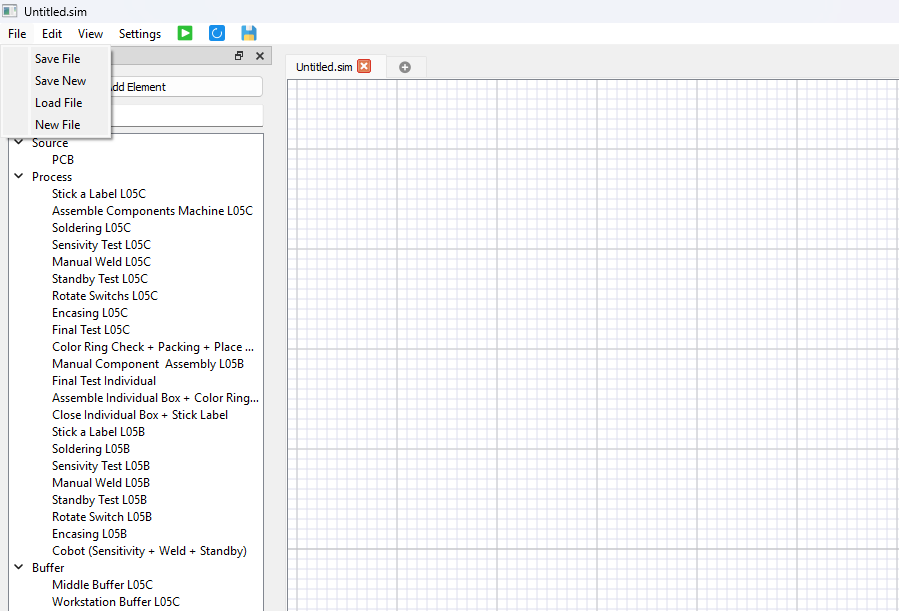 Untitled.sim
File Edit View Settings
Save File
Save New
Load File
New File
Element
Untitled.sim
Source
PCB
Process
Stick a Label L05C
Assemble Components Machine L05C
Soldering L05C
Sensivity Test L05C
Manual Weld L05C
Standby Test L05C
Rotate Switchs L05C
Encasing L05C
Final Test L05C
Color Ring Check + Packing + Place ...
Manual Component  Assembly L05B
Final Test Individual
Assemble Individual Box + Color Ring...
Close Individual Box + Stick Label
Stick a Label L05B
Soldering L05B
Sensivity Test L05B
Manual Weld L05B
Standby Test L05B
Rotate Switch L05B
Encasing L05B
Cobot (Sensitivity + Weld + Standby)
Buffer
Middle Buffer L05C
Workstation Buffer L05C